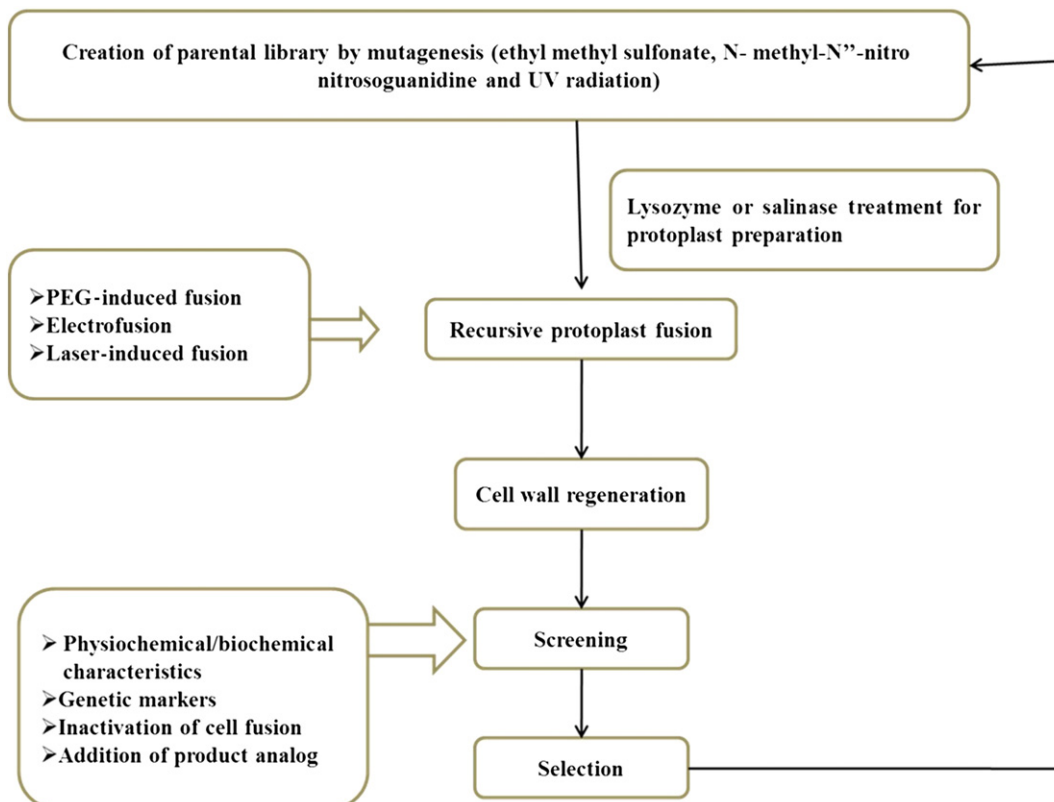 Creation of parental library by mutagenesis (ethyl methyl sulfonate, N- methyl-N”-nitro
nitrosoguanidine and UV radiation)
Lysozyme or salinase treatment for
protoplast preparation
➢PEG-induced fusion
➢Electrofusion
➢Laser-induced fusion
Recursive protoplast fusion
Cell wall regeneration
➢ Physiochemical/biochemical
characteristics
➢Genetic markers
➢Inactivation of cell fusion
➢Addition of product analog
Screening
Selection